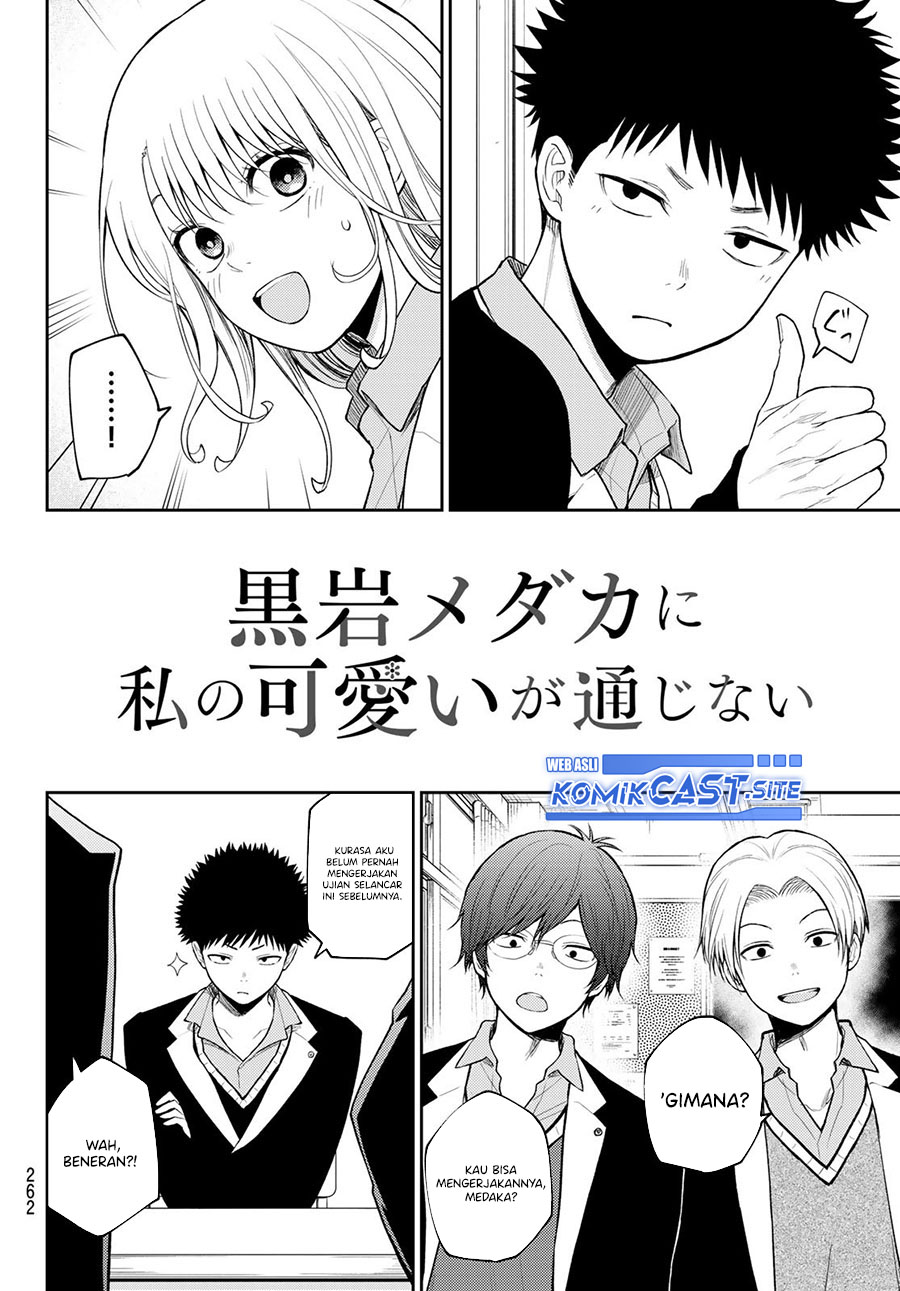 ぐっ
………!
黒岩メダカに
私の可愛いが通じない
WEB ASLI
KOMIKCAST.SITE
'GIMANA?
KAU BISA
MENGERJAKANNYA,
MEDAKA?
KURASA AKU
BELUM PERNAH
MENGERJAKAN
UJIAN SELANCAR
INI SEBELUMNYA.
WAH,
BENERAN?!
262